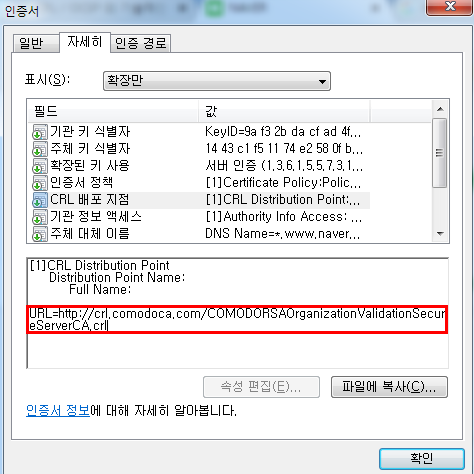 인증서
일반 자세히 인증 경로
표시(S): 확장만
필드 값
기관 키 식별자 KeyID=9a f3 2b da cf ad 4f...
주체 키 식별자 14 43 c1 f5 11 74 e2 58 0f b...
확장된 키 사용 서버 인증 (1,3,6,1,5,5,7,3,1...
인증서 정책 [1]Certificate Policy:Polic...
CRL 배포 지점 [1]CRL Distribution Point:...
기관 정보 액세스 [1]Authority Info Access: ...
주체 대체 이름 DNS Name=*.www.naver...
[1]CRL Distribution Point
Distribution Point Name:
Full Name:
URL=http://crl.comodoca.com/COMODORSAOrganizationValidationSecur
eServerCA.crl
속성 편집(E)... 파일에 복사(C)...
인증서 정보에 대해 자세히 알아봅니다.
확인